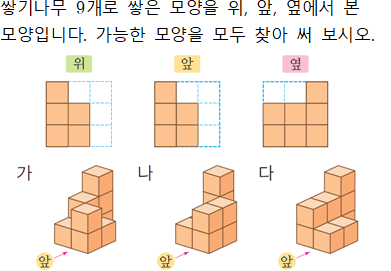 쌓기나무 9개로 쌓은 모양을 위, 앞, 옆에서 본
모양입니다. 가능한 모양을 모두 찾아 써 보시오.
위 앞 옆
가 나 다
앞 앞 앞